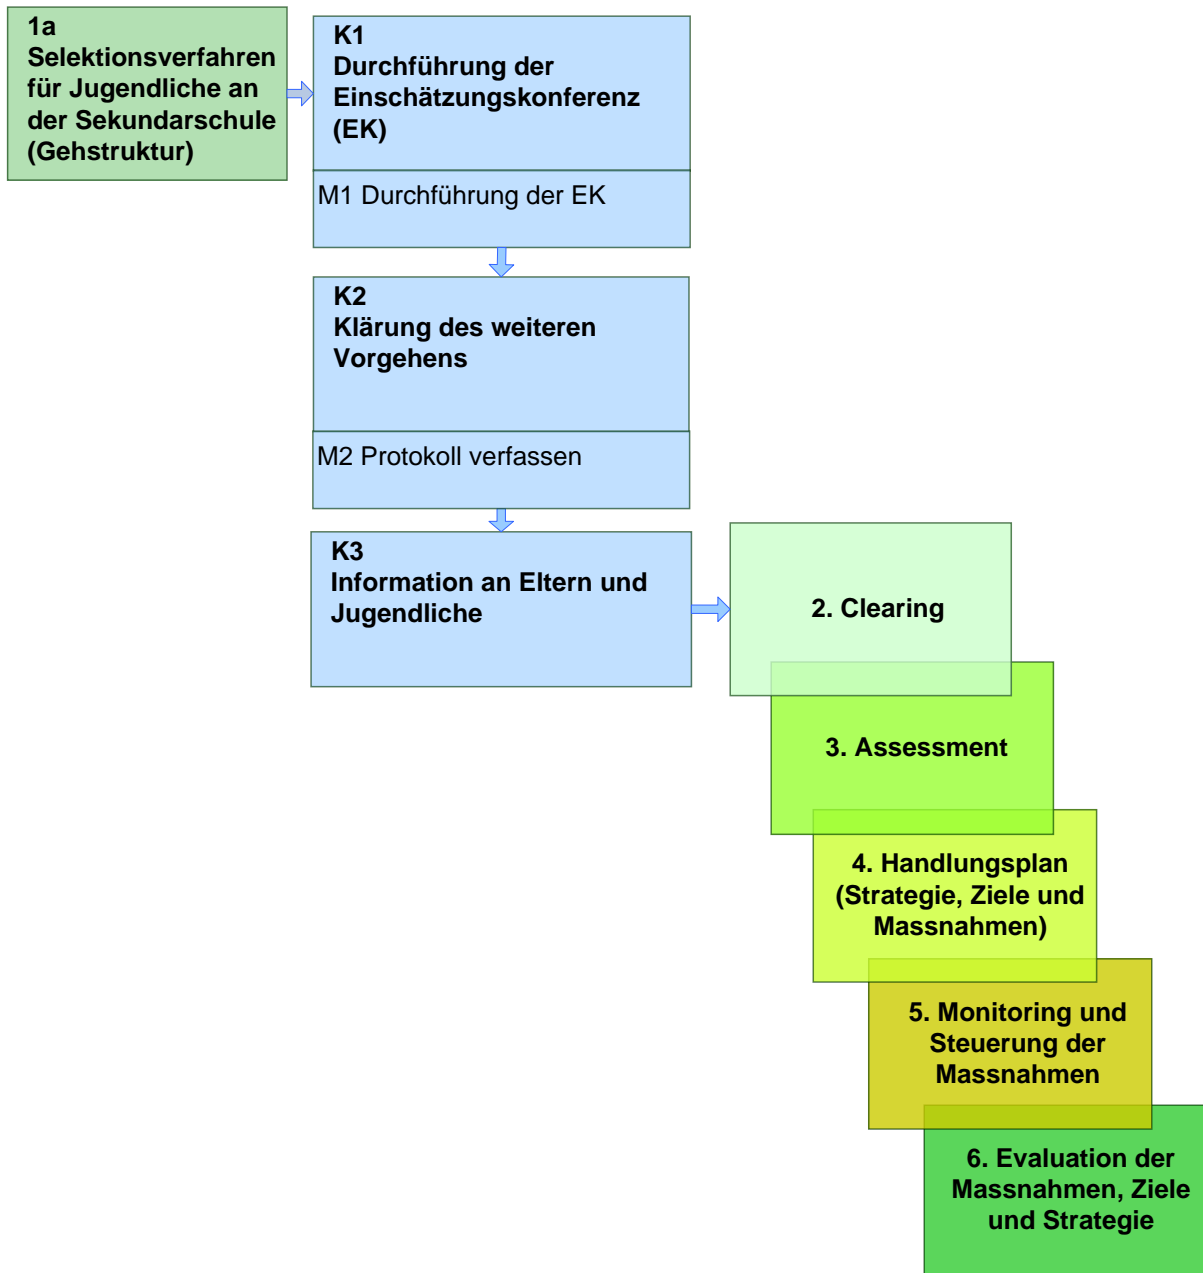 1a
Selektionsverfahren
für Jugendliche an
der Sekundarschule
(Gehstruktur)
K1
Durchführung der
Einschätzungskonferenz
(EK)
M1 Durchführung der EK
K2
Klärung des weiteren
Vorgehens
M2 Protokoll verfassen
K3
Information an Eltern und
Jugendliche
2. Clearing
3. Assessment
4. Handlungsplan
(Strategie, Ziele und
Massnahmen)
5. Monitoring und
Steuerung der
Massnahmen
6. Evaluation der
Massnahmen, Ziele
und Strategie